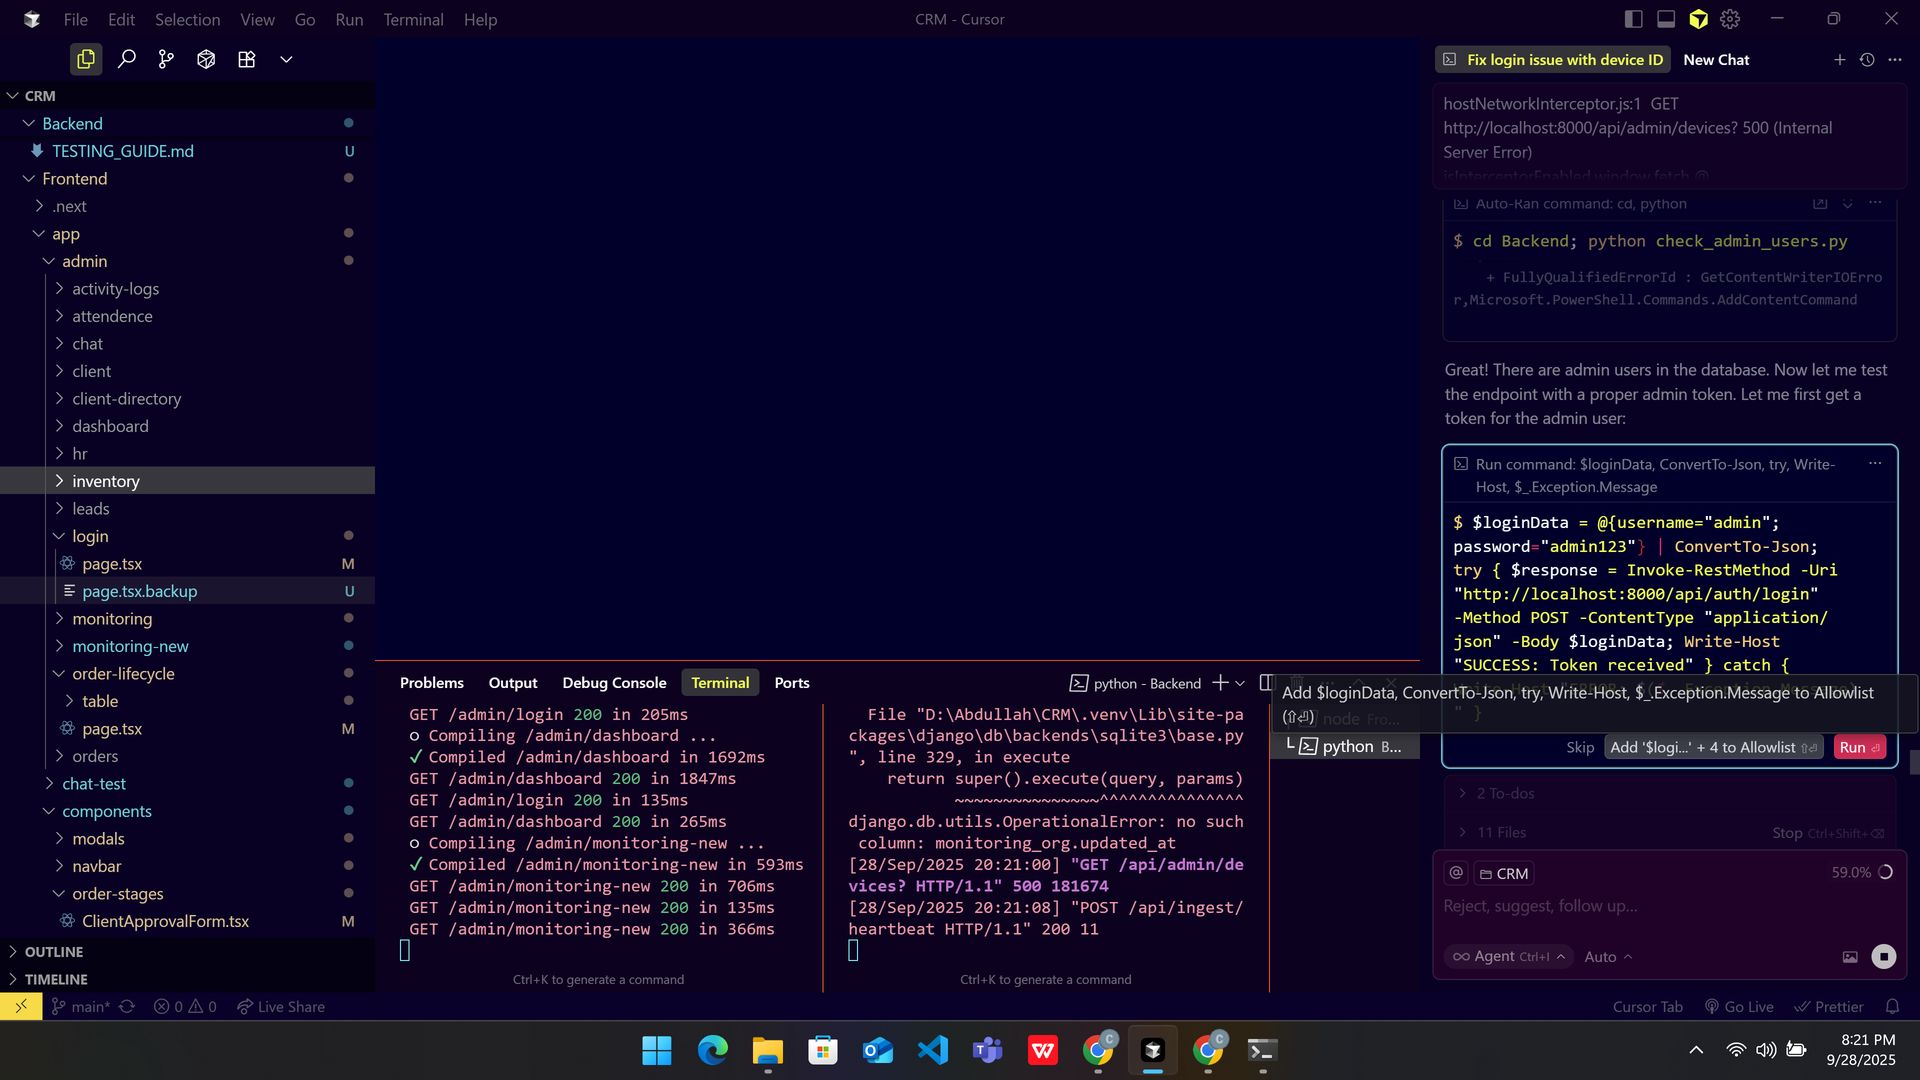 File Edit Selection View Go Run Terminal Help
CRM - Cursor
CRM
Backend
TESTING_GUIDE.md U
Frontend
.next
app
admin
activity-logs
attendence
chat
client
client-directory
dashboard
hr
inventory
leads
login
page.tsx M
page.tsx.backup U
monitoring
monitoring-new
order-lifecycle
table
page.tsx M
orders
chat-test
components
modals
navbar
order-stages
ClientApprovalForm.tsx M
OUTLINE
TIMELINE
Problems Output Debug Console Terminal Ports
python - Backend
GET /admin/login 200 in 205ms
○ Compiling /admin/dashboard ...
✓ Compiled /admin/dashboard in 1692ms
GET /admin/dashboard 200 in 1847ms
GET /admin/login 200 in 135ms
GET /admin/dashboard 200 in 265ms
○ Compiling /admin/monitoring-new ...
✓ Compiled /admin/monitoring-new in 593ms
GET /admin/monitoring-new 200 in 706ms
GET /admin/monitoring-new 200 in 135ms
GET /admin/monitoring-new 200 in 366ms
Ctrl+K to generate a command
File "D:\Abdullah\CRM\.venv\Lib\site-pa
ckages\django\db\backends\sqlite3\base.py
", line 329, in execute
return super().execute(query, params)
~~~~~~~~~~~~~~~^^^^^^^^^^^^^^^
django.db.utils.OperationalError: no such
column: monitoring_org.updated_at
[28/Sep/2025 20:21:00] "GET /api/admin/de
vices? HTTP/1.1" 500 181674
[28/Sep/2025 20:21:08] "POST /api/ingest/
heartbeat HTTP/1.1" 200 11
Ctrl+K to generate a command
node Fro...
python B...
Fix login issue with device ID New Chat
hostNetworkInterceptor.js:1 GET
http://localhost:8000/api/admin/devices? 500 (Internal
Server Error)
isInterceptorEnabled.window.fetch @
Auto-Ran command: cd, python
$ cd Backend; python check_admin_users.py
+ FullyQualifiedErrorId : GetContentWriterIOErro
r,Microsoft.PowerShell.Commands.AddContentCommand
Great! There are admin users in the database. Now let me test
the endpoint with a proper admin token. Let me first get a
token for the admin user:
Run command: $loginData, ConvertTo-Json, try, Write-
Host, $_.Exception.Message
$ $loginData = @{username="admin";
password="admin123"} | ConvertTo-Json;
try { $response = Invoke-RestMethod -Uri
"http://localhost:8000/api/auth/login"
-Method POST -ContentType "application/
json" -Body $loginData; Write-Host
"SUCCESS: Token received" } catch {
" }
Add $loginData, ConvertTo-Json, try, Write-Host, $_.Exception.Message to Allowlist
(⇧⏎)
Skip Add '$logi...' + 4 to Allowlist ⇧⏎ Run ⏎
2 To-dos
11 Files Stop Ctrl+Shift+⌫
@ CRM 59.0%
Reject, suggest, follow up...
Agent Ctrl+I Auto
main* 0 0 Live Share
Cursor Tab Go Live Prettier
8:21 PM
9/28/2025